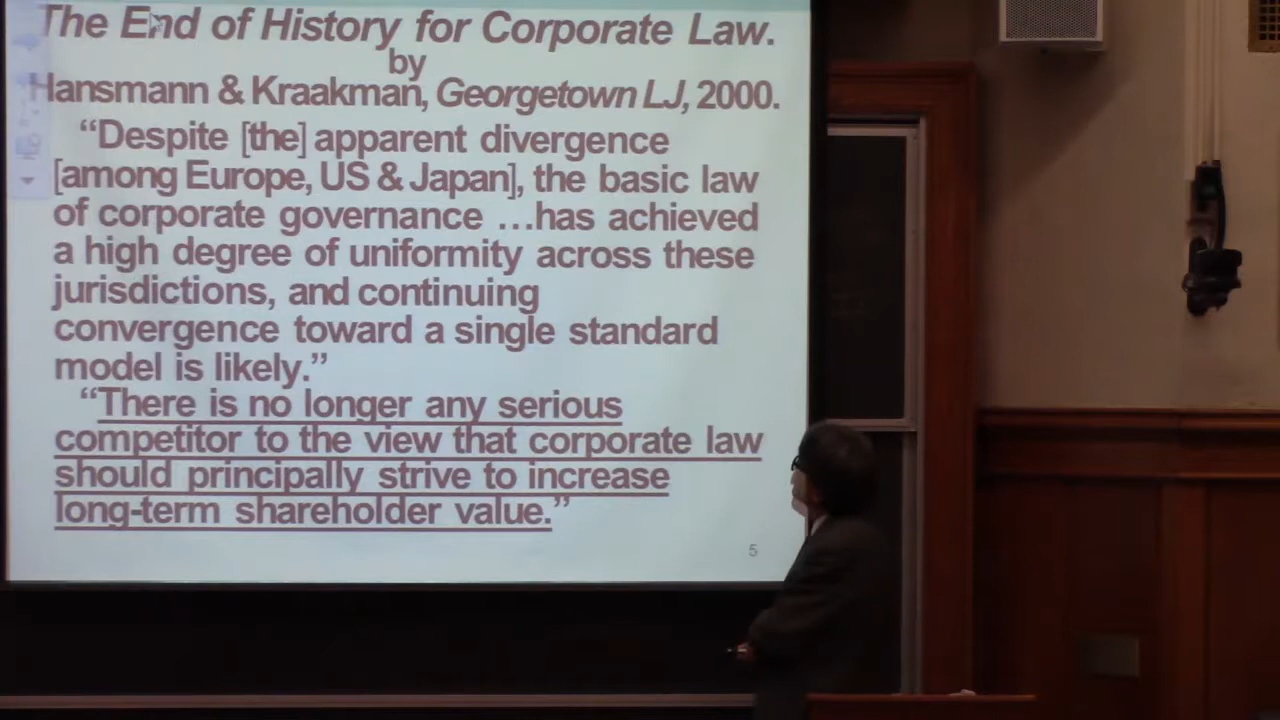 The End of History for Corporate Law.
by
Hansmann & Kraakman, Georgetown LJ, 2000.
“Despite [the] apparent divergence
[among Europe, US & Japan], the basic law
of corporate governance …has achieved
a high degree of uniformity across these
jurisdictions, and continuing
convergence toward a single standard
model is likely.”
“There is no longer any serious
competitor to the view that corporate law
should principally strive to increase
long-term shareholder value.”
5